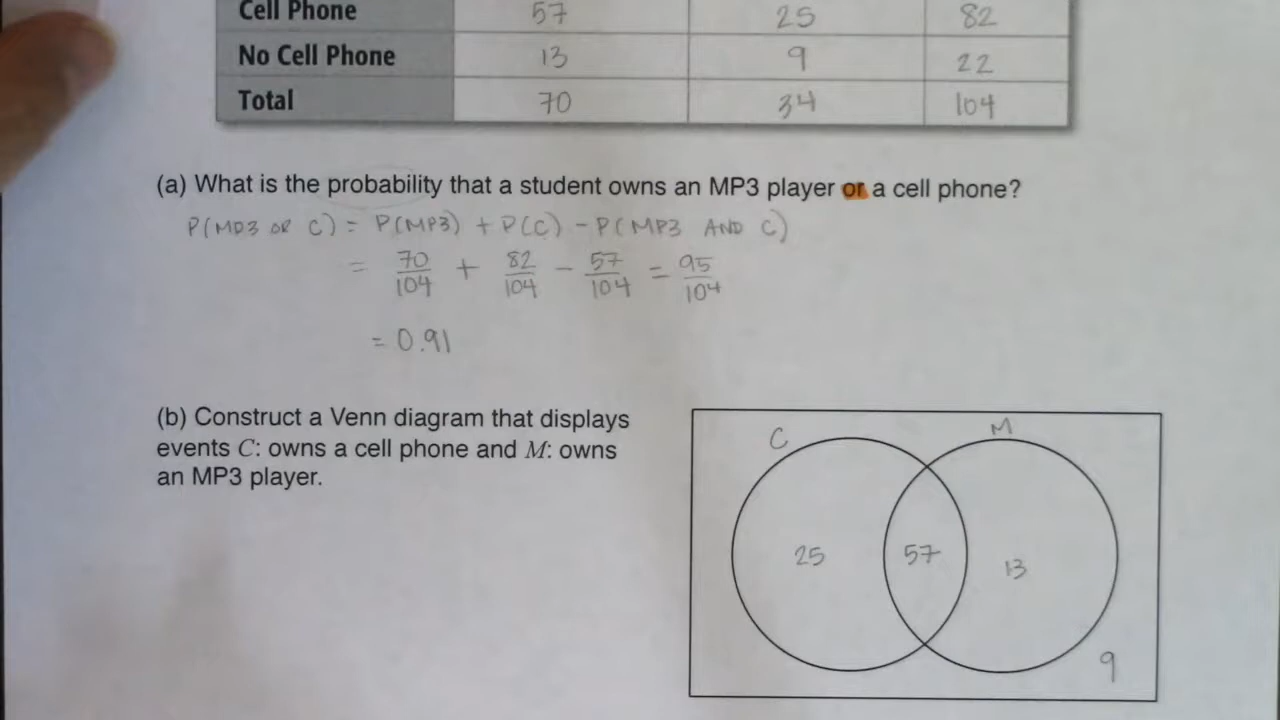 Cell Phone 57 25 82
No Cell Phone 13 9 22
Total 70 34 104
(a) What is the probability that a student owns an MP3 player or a cell phone?
P(MP3 OR C) = P(MP3) + P(C) - P(MP3 AND C)
= 70/104 + 82/104 - 57/104 = 95/104
= 0.91
(b) Construct a Venn diagram that displays
events C: owns a cell phone and M: owns
an MP3 player.
C M
25 57 13
9